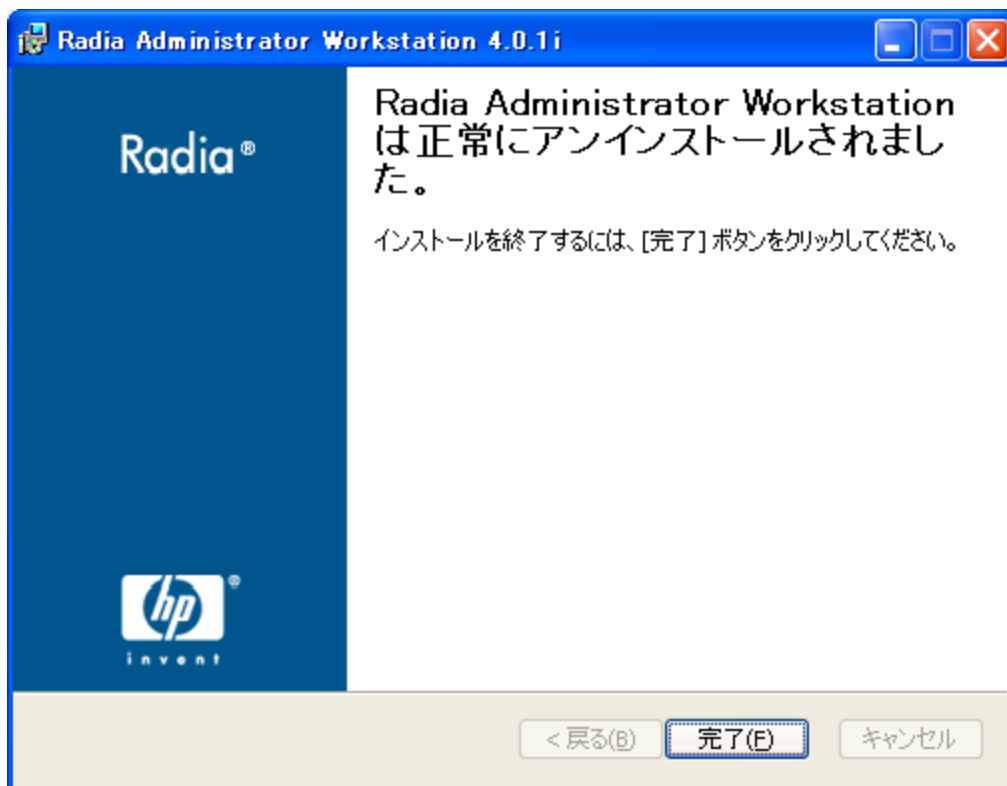 Radia Administrator Workstation 4.0.1i
Radia®
Radia Administrator Workstation
は正常にアンインストールされまし
た。
インストールを終了するには、[完了] ボタンをクリックしてください。
hp®
invent
< 戻る(B)
完了(F)
キャンセル